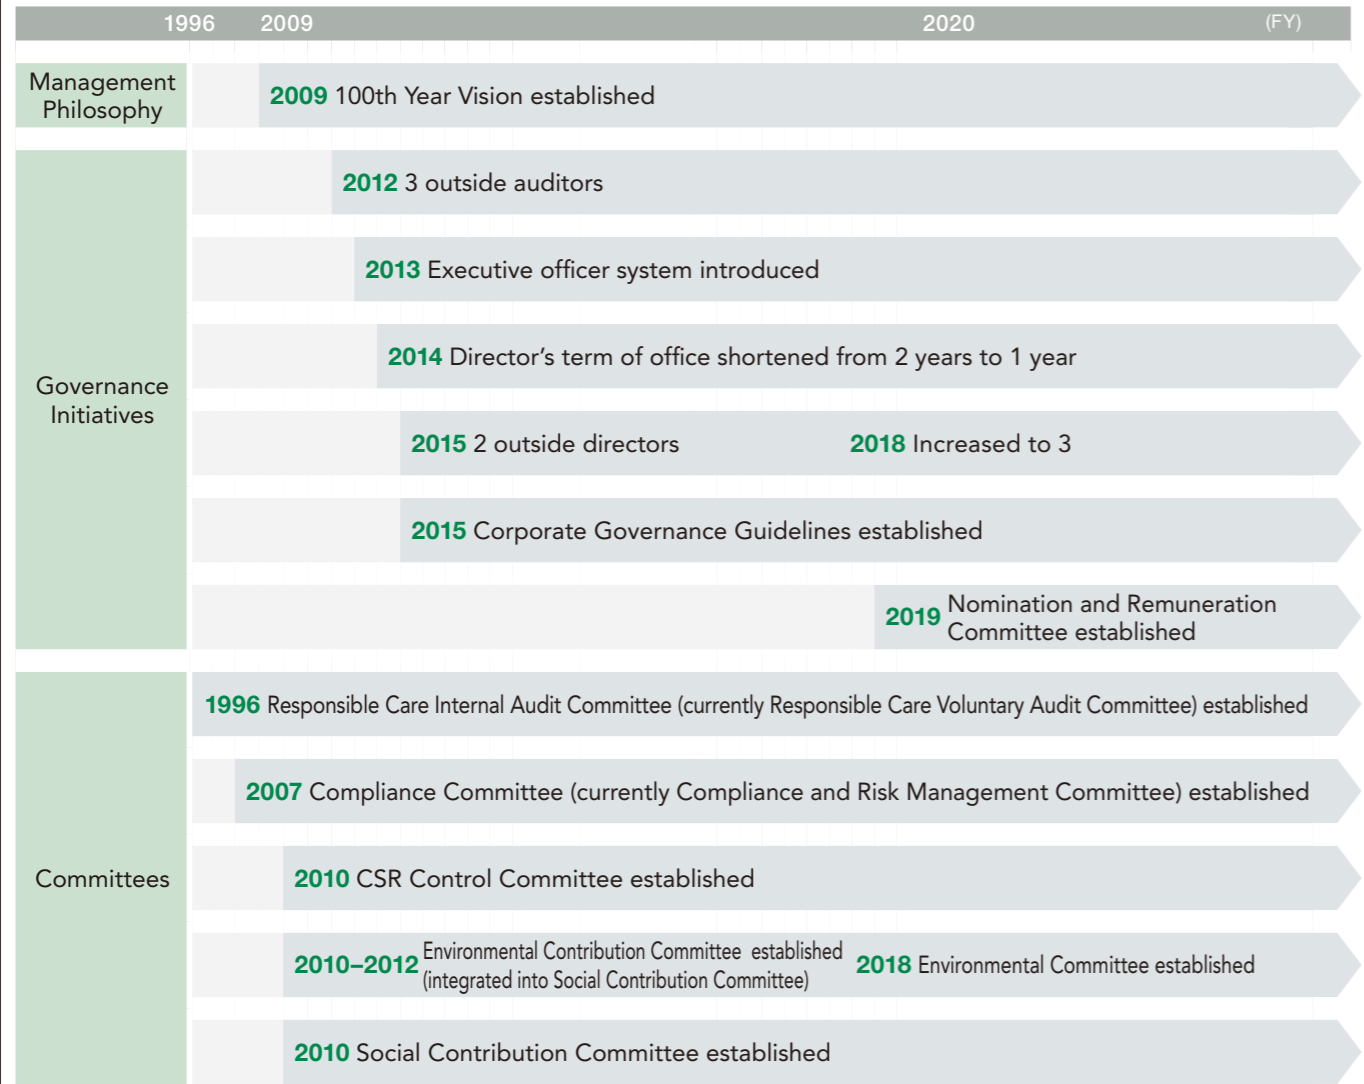 1996 2009 2020 (FY)
Management
Philosophy
2009 100th Year Vision established
Governance
Initiatives
2012 3 outside auditors
2013 Executive officer system introduced
2014 Director’s term of office shortened from 2 years to 1 year
2015 2 outside directors 2018 Increased to 3
2015 Corporate Governance Guidelines established
2019 Nomination and Remuneration
Committee established
Committees
1996 Responsible Care Internal Audit Committee (currently Responsible Care Voluntary Audit Committee) established
2007 Compliance Committee (currently Compliance and Risk Management Committee) established
2010 CSR Control Committee established
2010–2012 Environmental Contribution Committee established
(integrated into Social Contribution Committee)
2018 Environmental Committee established
2010 Social Contribution Committee established